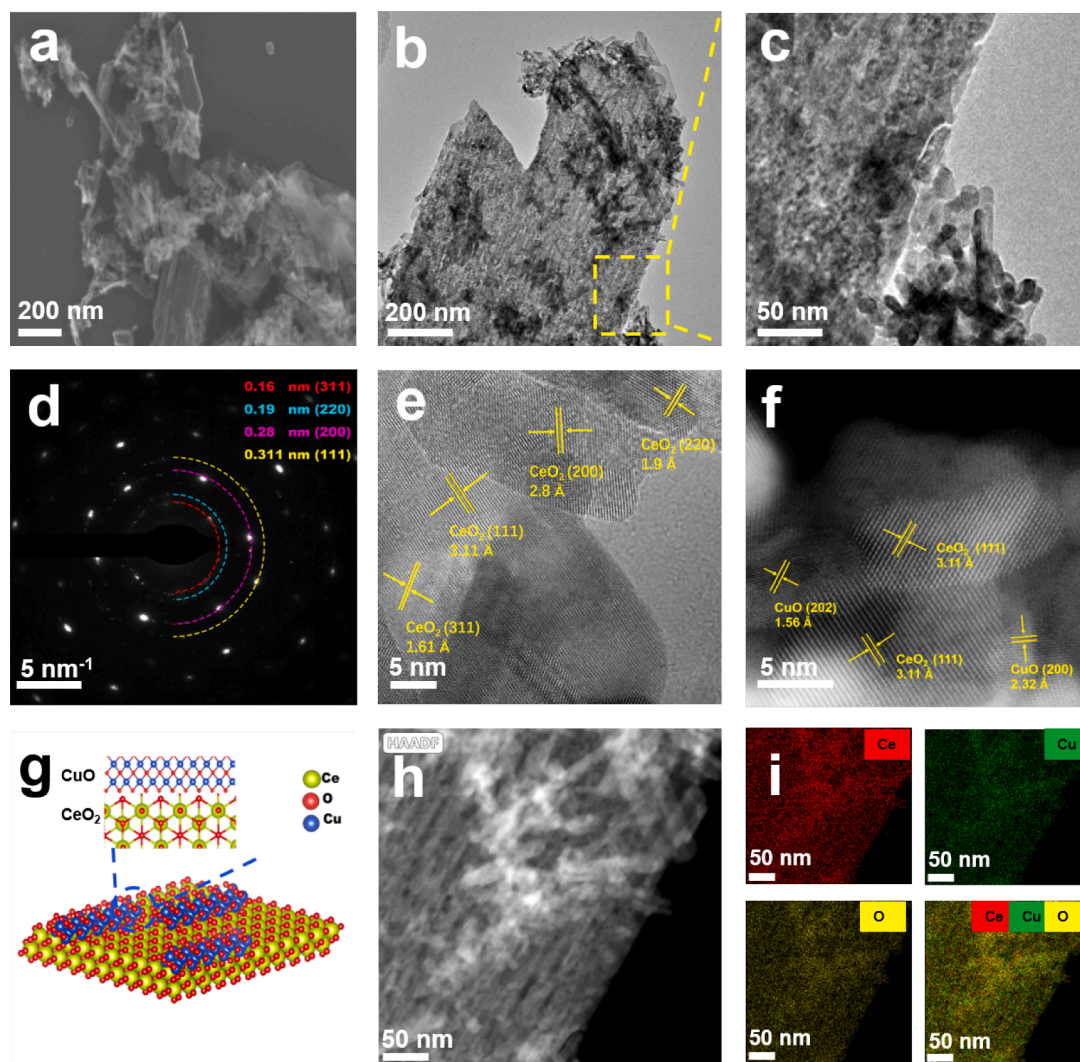 a
200 nm
b
200 nm
c
50 nm
d
0.16 nm (311)
0.19 nm (220)
0.28 nm (200)
0.311 nm (111)
5 nm⁻¹
e
CeO₂ (220)
1.9 Å
CeO₂ (200)
2.8 Å
CeO₂ (111)
3.11 Å
CeO₂ (311)
1.61 Å
5 nm
f
CeO₂ (111)
3.11 Å
CuO (202)
1.56 Å
CeO₂ (111)
3.11 Å
CuO (200)
2.32 Å
5 nm
g
CuO
CeO₂
Ce
O
Cu
HAADF
h
50 nm
i
Ce
50 nm
Cu
50 nm
O
50 nm
Ce Cu O
50 nm